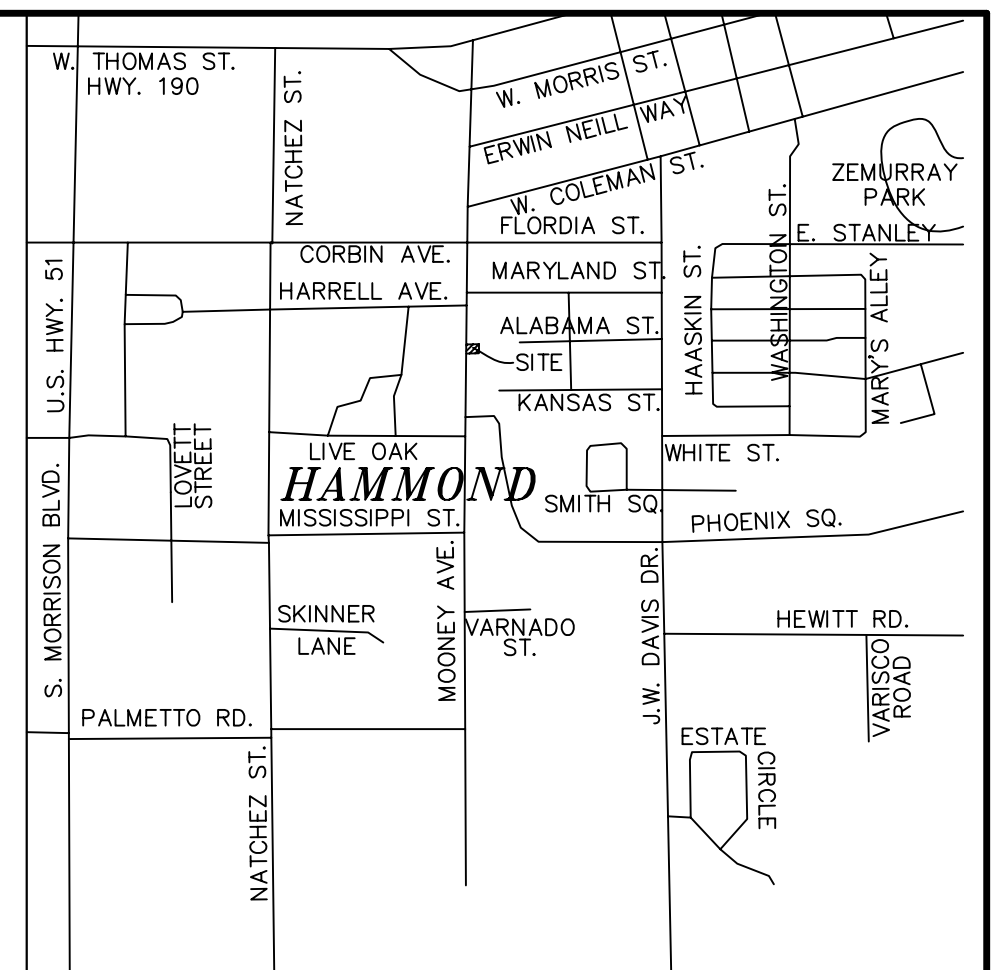 W. THOMAS ST.
HWY. 190
NATCHEZ ST.
W. MORRIS ST.
ERWIN NEILL WAY
W. COLEMAN ST.
ZEMURRAY
PARK
FLORDIA ST.
E. STANLEY
CORBIN AVE.
MARYLAND ST.
HARRELL AVE.
U.S. HWY. 51
HAASKIN ST.
WASHINGTON ST.
MARY'S ALLEY
ALABAMA ST.
SITE
KANSAS ST.
LOVETT
STREET
LIVE OAK
WHITE ST.
HAMMOND
SMITH SQ.
MISSISSIPPI ST.
PHOENIX SQ.
S. MORRISON BLVD.
MOONEY AVE.
J.W. DAVIS DR.
SKINNER
LANE
VARNADO
ST.
HEWITT RD.
VARISCO
ROAD
PALMETTO RD.
ESTATE
CIRCLE
NATCHEZ ST.